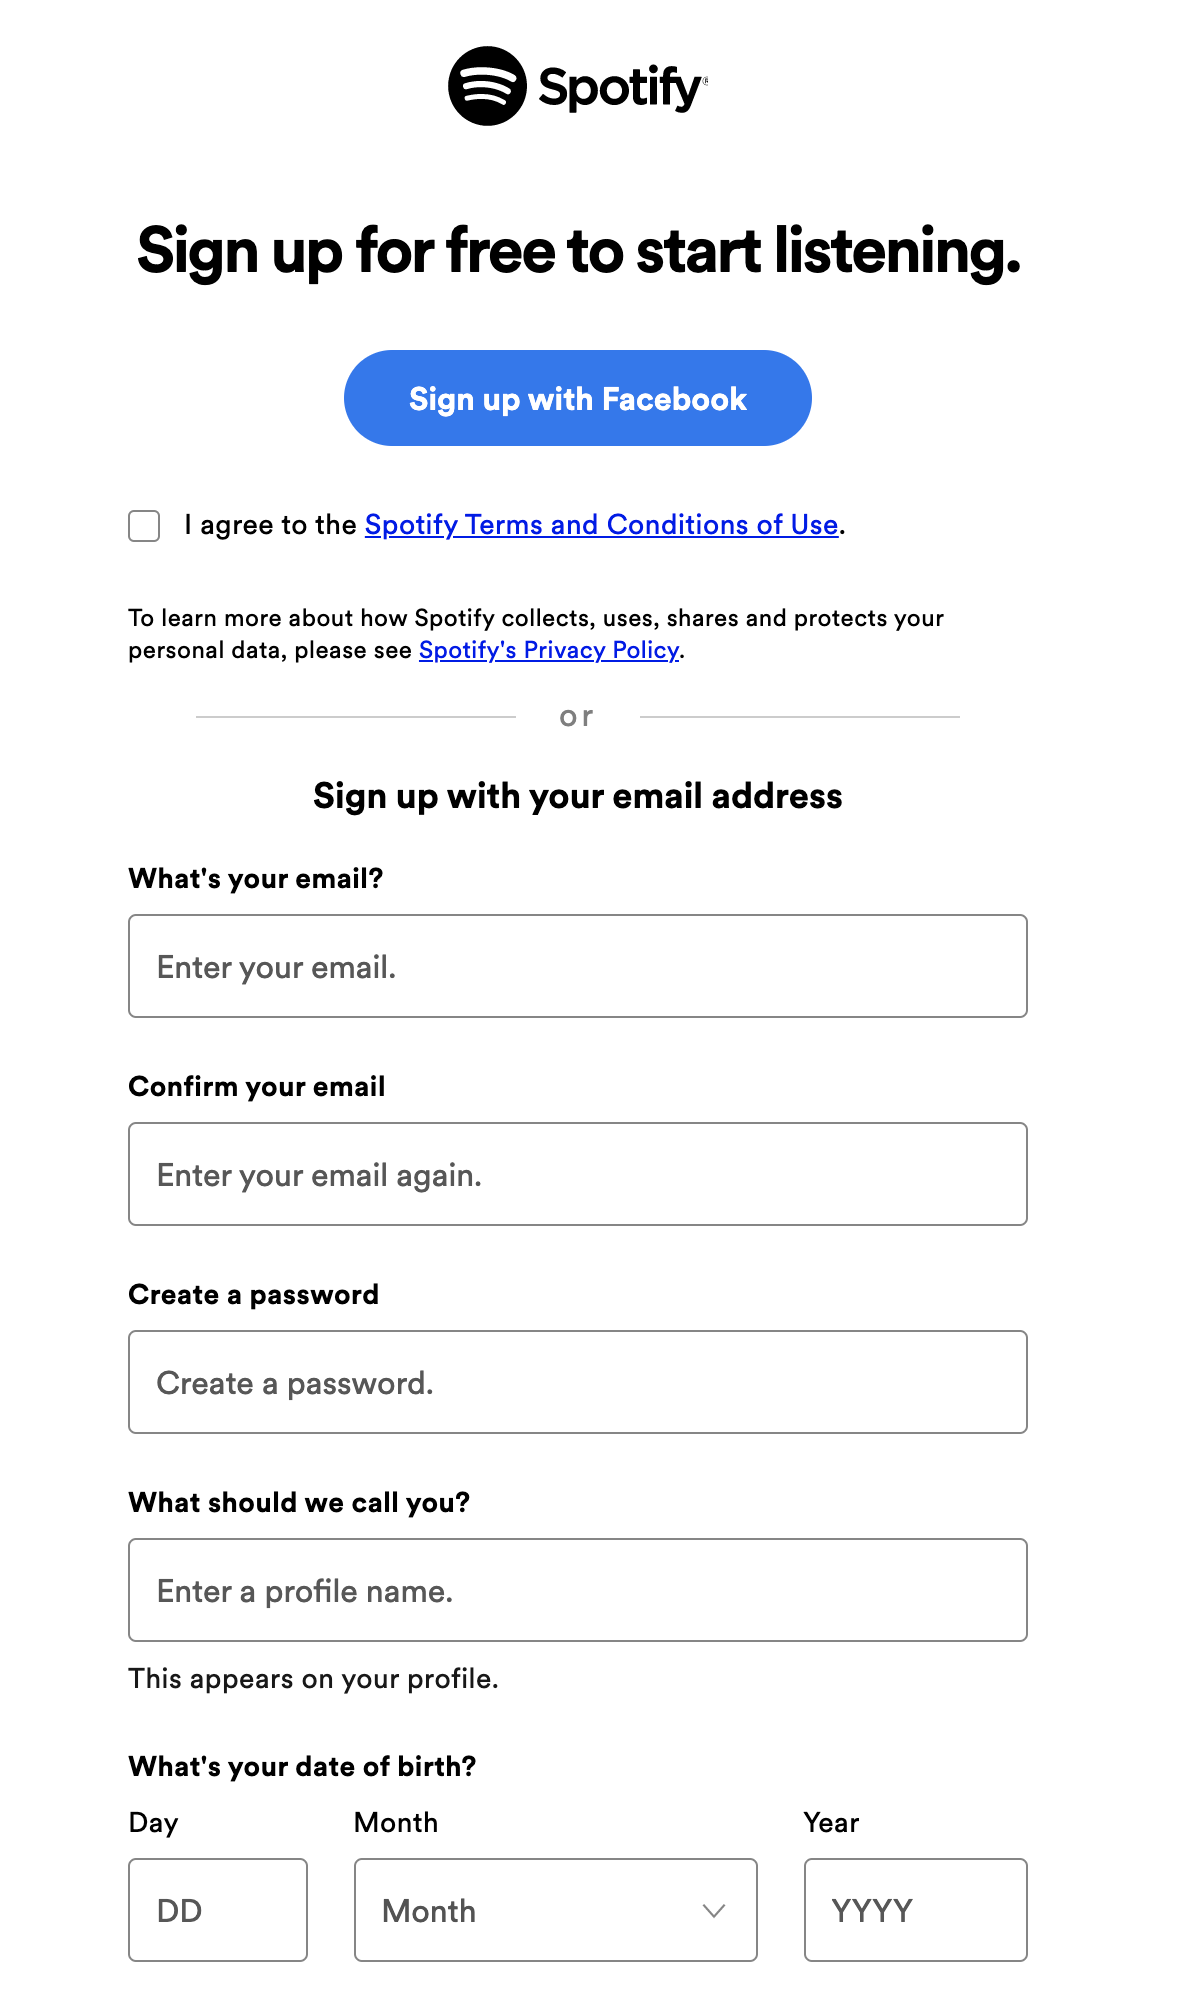 Spotify®
Sign up for free to start listening.
Sign up with Facebook
I agree to the Spotify Terms and Conditions of Use.
To learn more about how Spotify collects, uses, shares and protects your
personal data, please see Spotify's Privacy Policy.
or
Sign up with your email address
What's your email?
Enter your email.
Confirm your email
Enter your email again.
Create a password
Create a password.
What should we call you?
Enter a profile name.
This appears on your profile.
What's your date of birth?
Day Month Year
DD Month YYYY